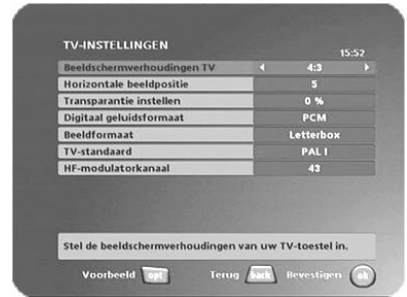 TV-INSTELLINGEN
15:52
Beeldschermverhoudingen TV 4:3
Horizontale beeldpositie 5
Transparantie instellen 0 %
Digitaal geluidsformaat PCM
Beeldformaat Letterbox
TV-standaard PAL I
HF-modulatorkanaal 43
Stel de beeldschermverhoudingen van uw TV-toestel in.
Voorbeeld opt Terug back Bevestigen ok